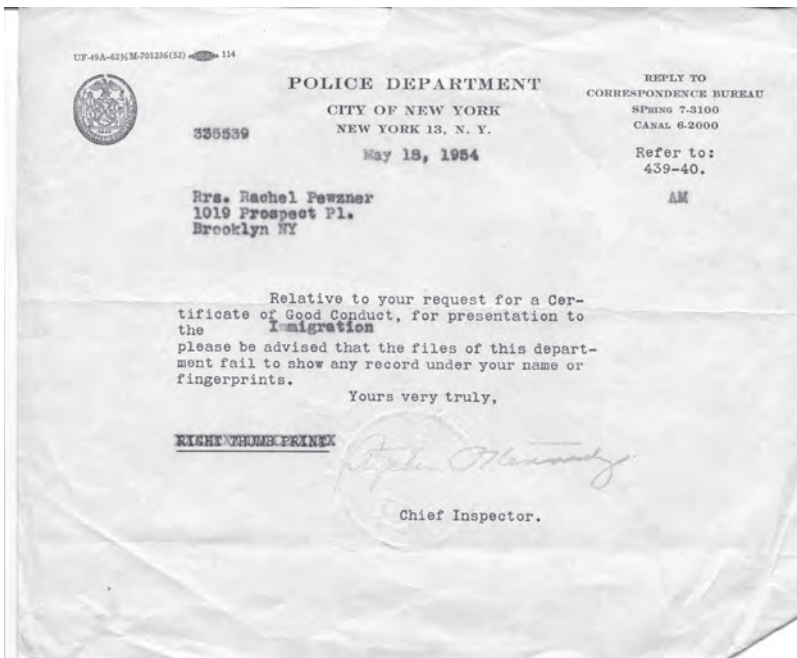 UF-49A-62½M-701236(52) 114
POLICE DEPARTMENT
CITY OF NEW YORK
NEW YORK 13, N. Y.
REPLY TO
CORRESPONDENCE BUREAU
SPRING 7-3100
CANAL 6-2000
335539
May 18, 1954
Refer to:
439-40.
AM
Rrs. Rachel Pewzner
1019 Prospect Pl.
Brooklyn NY
Relative to your request for a Cer-
tificate of Good Conduct, for presentation to
the Immigration
please be advised that the files of this depart-
ment fail to show any record under your name or
fingerprints.
Yours very truly,
RIGHT THUMB PRINT
Stephen Kennedy
Chief Inspector.